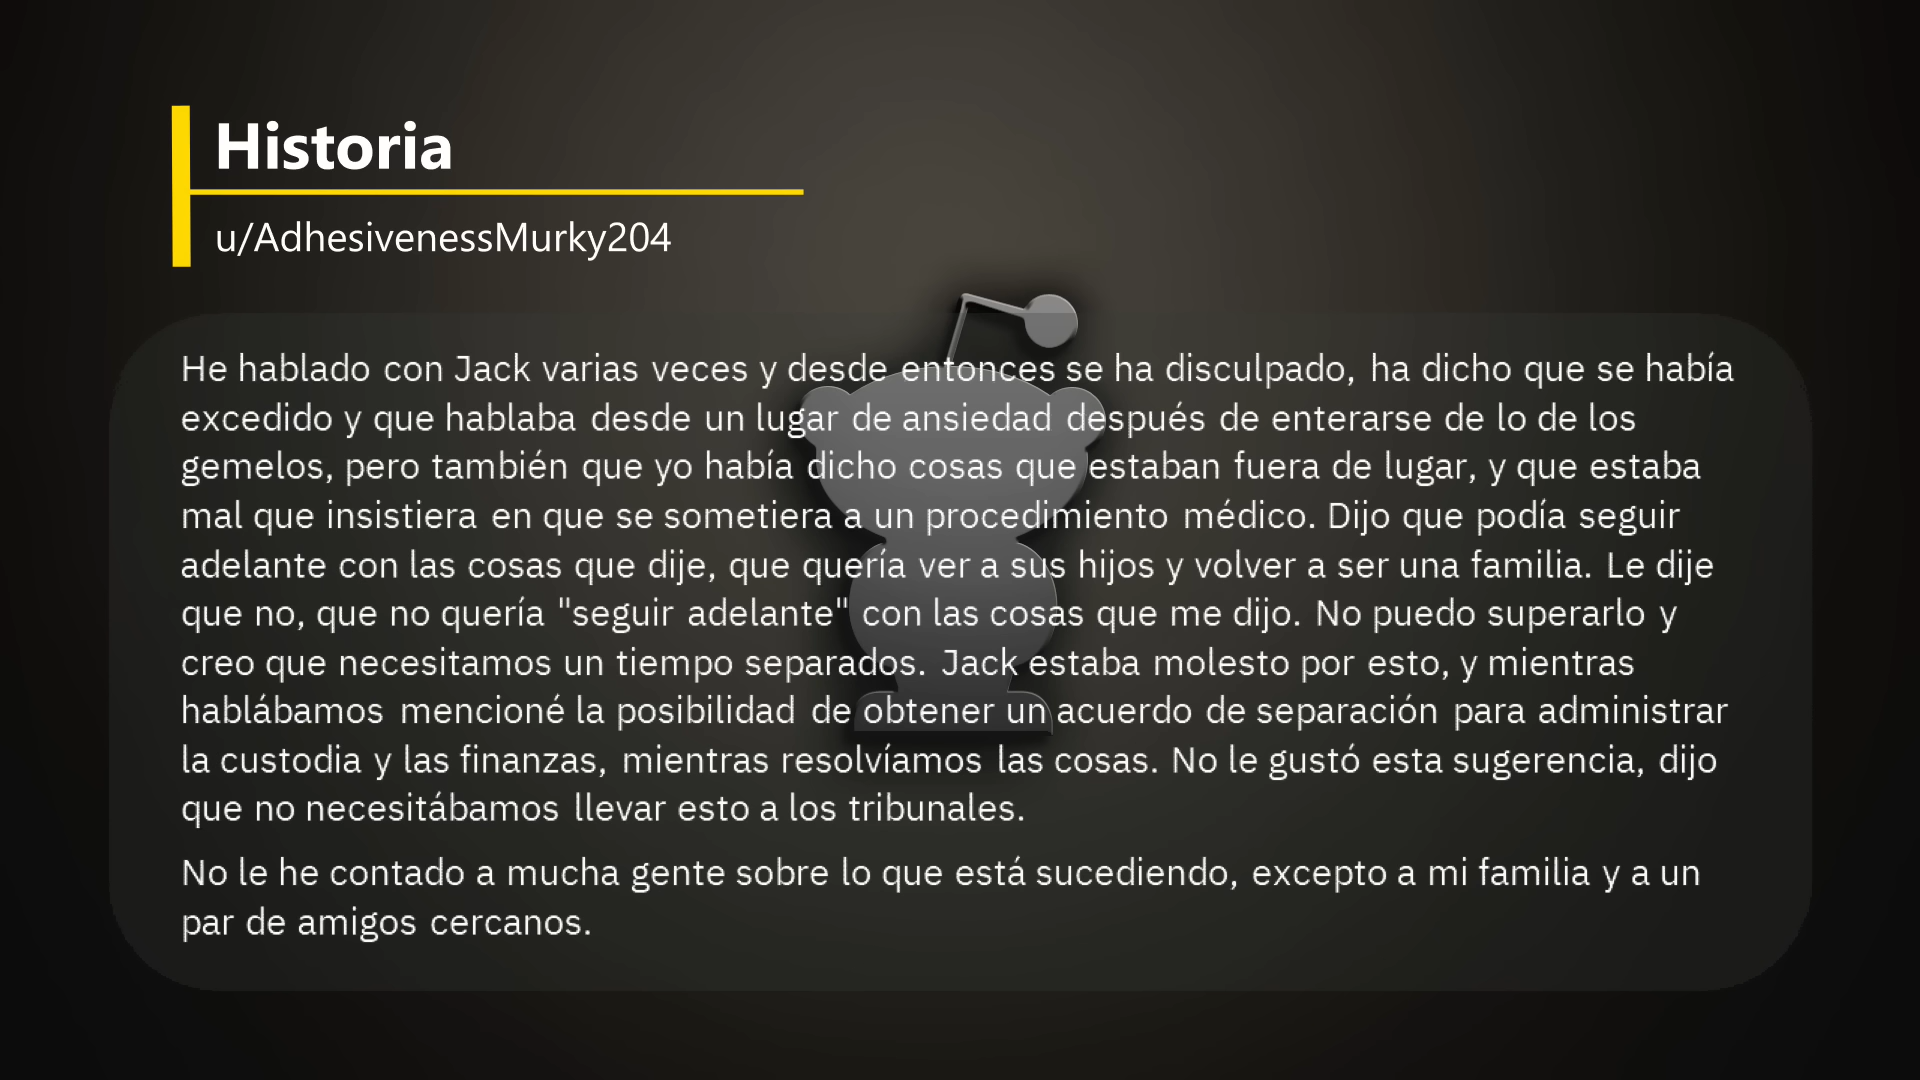 Historia
u/AdhesivenessMurky204
He hablado con Jack varias veces y desde entonces se ha disculpado, ha dicho que se había
excedido y que hablaba desde un lugar de ansiedad después de enterarse de lo de los
gemelos, pero también que yo había dicho cosas que estaban fuera de lugar, y que estaba
mal que insistiera en que se sometiera a un procedimiento médico. Dijo que podía seguir
adelante con las cosas que dije, que quería ver a sus hijos y volver a ser una familia. Le dije
que no, que no quería "seguir adelante" con las cosas que me dijo. No puedo superarlo y
creo que necesitamos un tiempo separados. Jack estaba molesto por esto, y mientras
hablábamos mencioné la posibilidad de obtener un acuerdo de separación para administrar
la custodia y las finanzas, mientras resolvíamos las cosas. No le gustó esta sugerencia, dijo
que no necesitábamos llevar esto a los tribunales.
No le he contado a mucha gente sobre lo que está sucediendo, excepto a mi familia y a un
par de amigos cercanos.